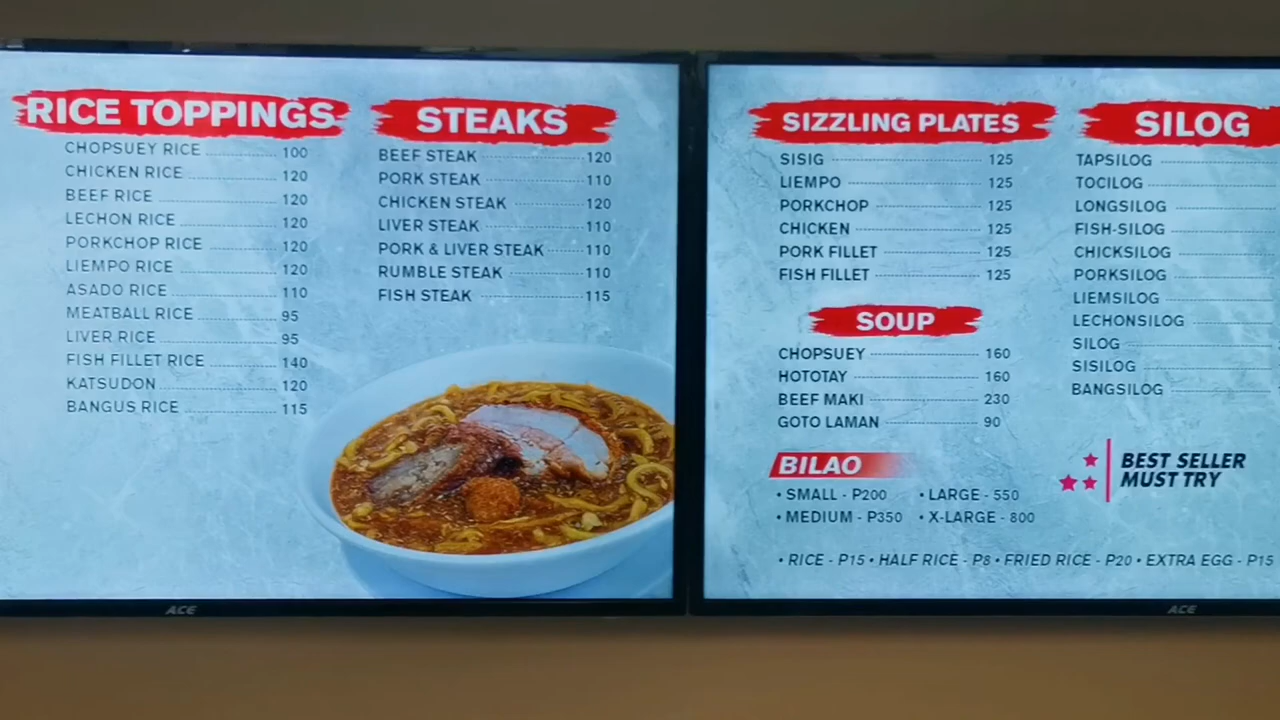 RICE TOPPINGS
CHOPSUEY RICE 100
CHICKEN RICE 120
BEEF RICE 120
LECHON RICE 120
PORKCHOP RICE 120
LIEMPO RICE 120
ASADO RICE 110
MEATBALL RICE 95
LIVER RICE 95
FISH FILLET RICE 140
KATSUDON 120
BANGUS RICE 115
STEAKS
BEEF STEAK 120
PORK STEAK 110
CHICKEN STEAK 120
LIVER STEAK 110
PORK & LIVER STEAK 110
RUMBLE STEAK 110
FISH STEAK 115
ACE
SIZZLING PLATES
SISIG 125
LIEMPO 125
PORKCHOP 125
CHICKEN 125
PORK FILLET 125
FISH FILLET 125
SOUP
CHOPSUEY 160
HOTOTAY 160
BEEF MAKI 230
GOTO LAMAN 90
BILAO
• SMALL - P200 • LARGE - 550
• MEDIUM - P350 • X-LARGE - 800
SILOG
TAPSILOG
TOCILOG
LONGSILOG
FISH-SILOG
CHICKSILOG
PORKSILOG
LIEMSILOG
LECHONSILOG
SILOG
SISILOG
BANGSILOG
BEST SELLER
MUST TRY
• RICE - P15 • HALF RICE - P8 • FRIED RICE - P20 • EXTRA EGG - P15
ACE